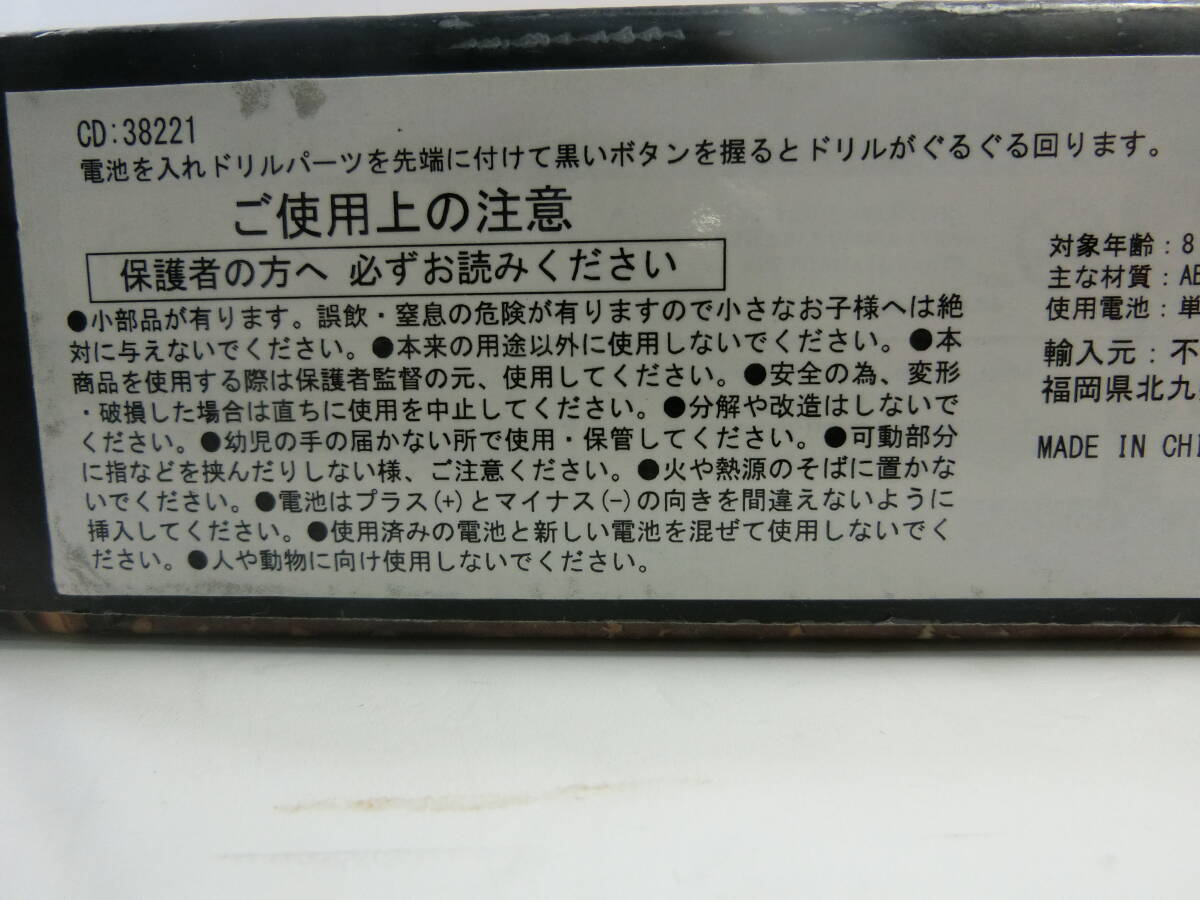 CD:38221
電池を入れドリルパーツを先端に付けて黒いボタンを握るとドリルがぐるぐる回ります。
ご使用上の注意
保護者の方へ 必ずお読みください
●小部品が有ります。誤飲・窒息の危険が有りますので小さなお子様へは絶
対に与えないでください。●本来の用途以外に使用しないでください。●本
商品を使用する際は保護者監督の元、使用してください。●安全の為、変形
・破損した場合は直ちに使用を中止してください。●分解や改造はしないで
ください。●幼児の手の届かない所で使用・保管してください。●可動部分
に指などを挟んだりしない様、ご注意ください。●火や熱源のそばに置かな
いでください。●電池はプラス(+)とマイナス(-)の向きを間違えないように
挿入してください。●使用済みの電池と新しい電池を混ぜて使用しないでく
ださい。●人や動物に向け使用しないでください。
対象年齢:8
主な材質:AB
使用電池:単
輸入元:不
福岡県北九
MADE IN CHI